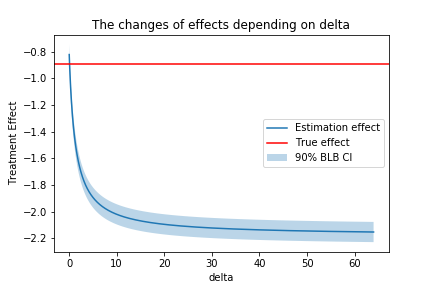 The changes of effects depending on delta
Treatment Effect
−0.8
−1.0
−1.2
−1.4
−1.6
−1.8
−2.0
−2.2
Estimation effect
True effect
90% BLB CI
0 10 20 30 40 50 60
delta